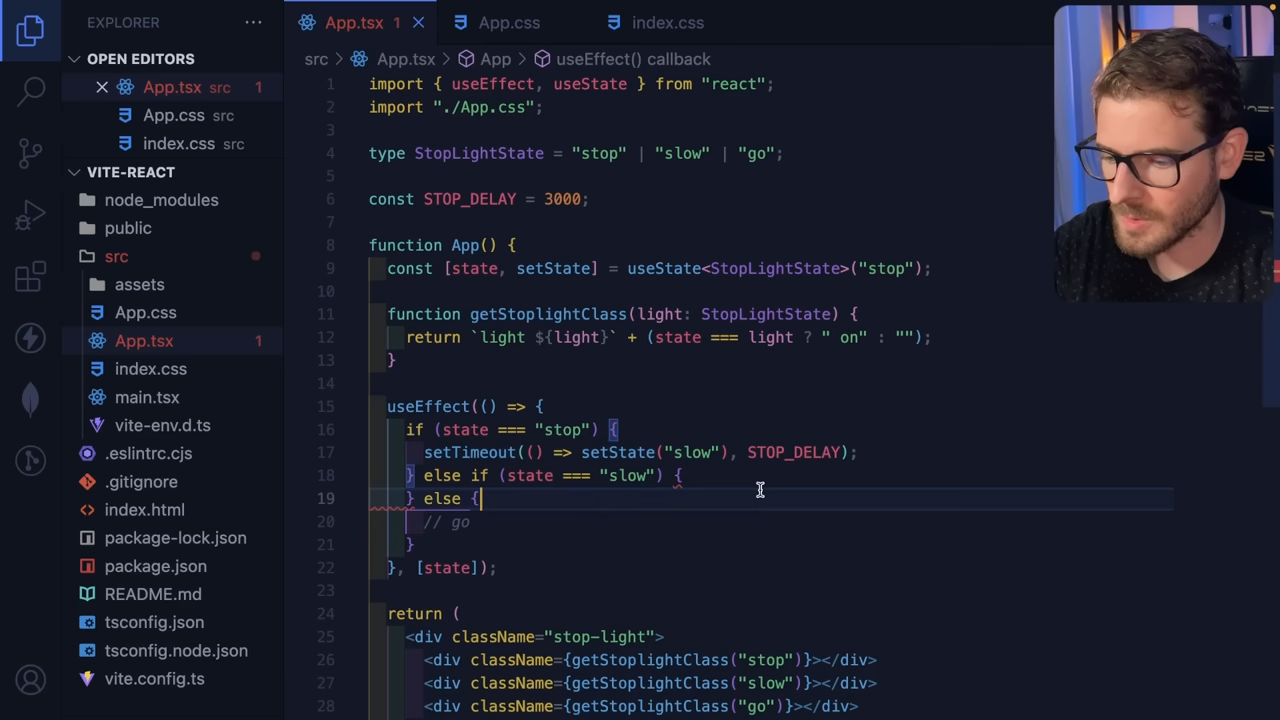 EXPLORER
OPEN EDITORS
App.tsx src 1
App.css src
index.css src
VITE-REACT
node_modules
public
src
assets
App.css
App.tsx 1
index.css
main.tsx
vite-env.d.ts
.eslintrc.cjs
.gitignore
index.html
package-lock.json
package.json
README.md
tsconfig.json
tsconfig.node.json
vite.config.ts
App.tsx 1 App.css index.css
src > App.tsx > App > useEffect() callback
1 import { useEffect, useState } from "react";
2 import "./App.css";
3
4 type StopLightState = "stop" | "slow" | "go";
5
6 const STOP_DELAY = 3000;
7
8 function App() {
9 const [state, setState] = useState<StopLightState>("stop");
10
11 function getStoplightClass(light: StopLightState) {
12 return `light ${light}` + (state === light ? " on" : "");
13 }
14
15 useEffect(() => {
16 if (state === "stop") {
17 setTimeout(() => setState("slow"), STOP_DELAY);
18 } else if (state === "slow") {
19 } else {
20 // go
21 }
22 }, [state]);
23
24 return (
25 <div className="stop-light">
26 <div className={getStoplightClass("stop")}></div>
27 <div className={getStoplightClass("slow")}></div>
28 <div className={getStoplightClass("go")}></div>